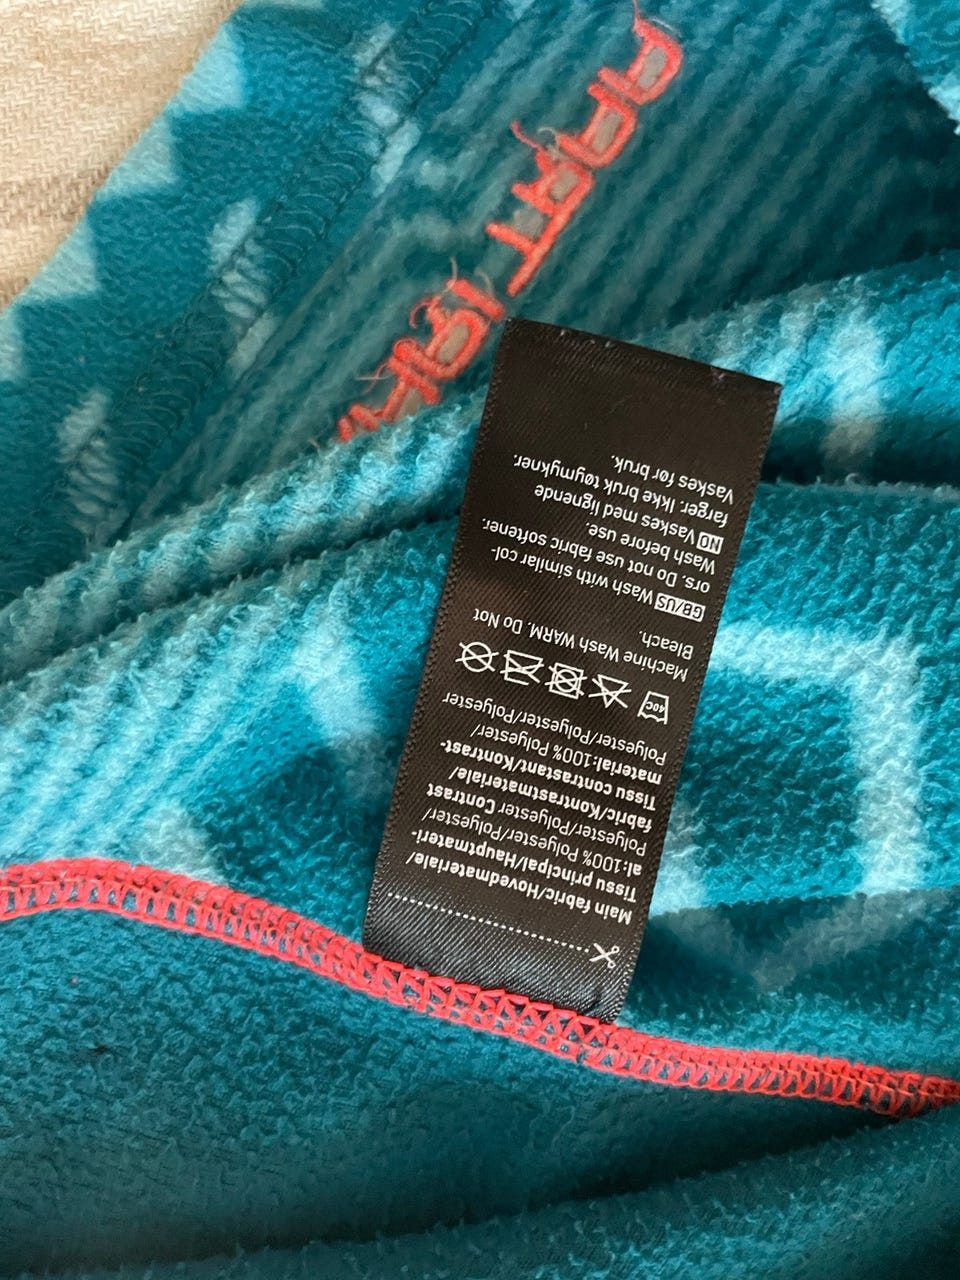 Main fabric/Hovedmateriale/
Tissu principal/Hauptmateri-
al: 100% Polyester/Polyester/
Polyester/Polyester Contrast
fabric/Kontrastmateriale/
Tissu contrastant/Kontrast-
material:100% Polyester/
Polyester/Polyester/Polyester
40C
Machine Wash WARM. Do Not
Bleach.
GB/US Wash with similar col-
ors. Do not use fabric softener.
Wash before use.
NO Vaskes med lignende
farger. Ikke bruk tøymykner.
Vaskes før bruk.